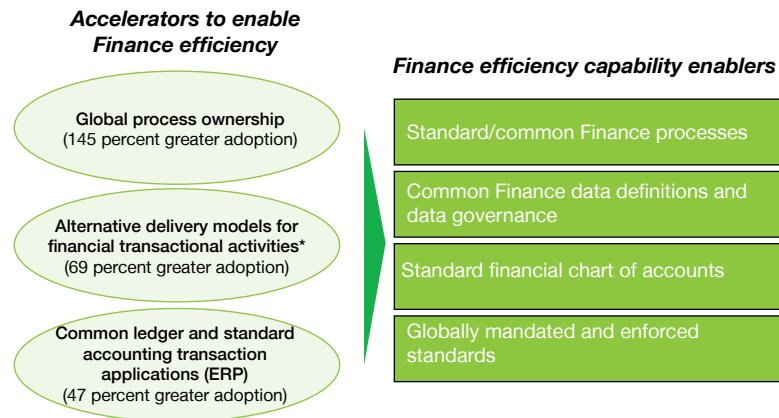 Accelerators to enable
Finance efficiency
Global process ownership
(145 percent greater adoption)
Alternative delivery models for
financial transactional activities*
(69 percent greater adoption)
Common ledger and standard
accounting transaction
applications (ERP)
(47 percent greater adoption)
Finance efficiency capability enablers
Standard/common Finance processes
Common Finance data definitions and
data governance
Standard financial chart of accounts
Globally mandated and enforced
standards